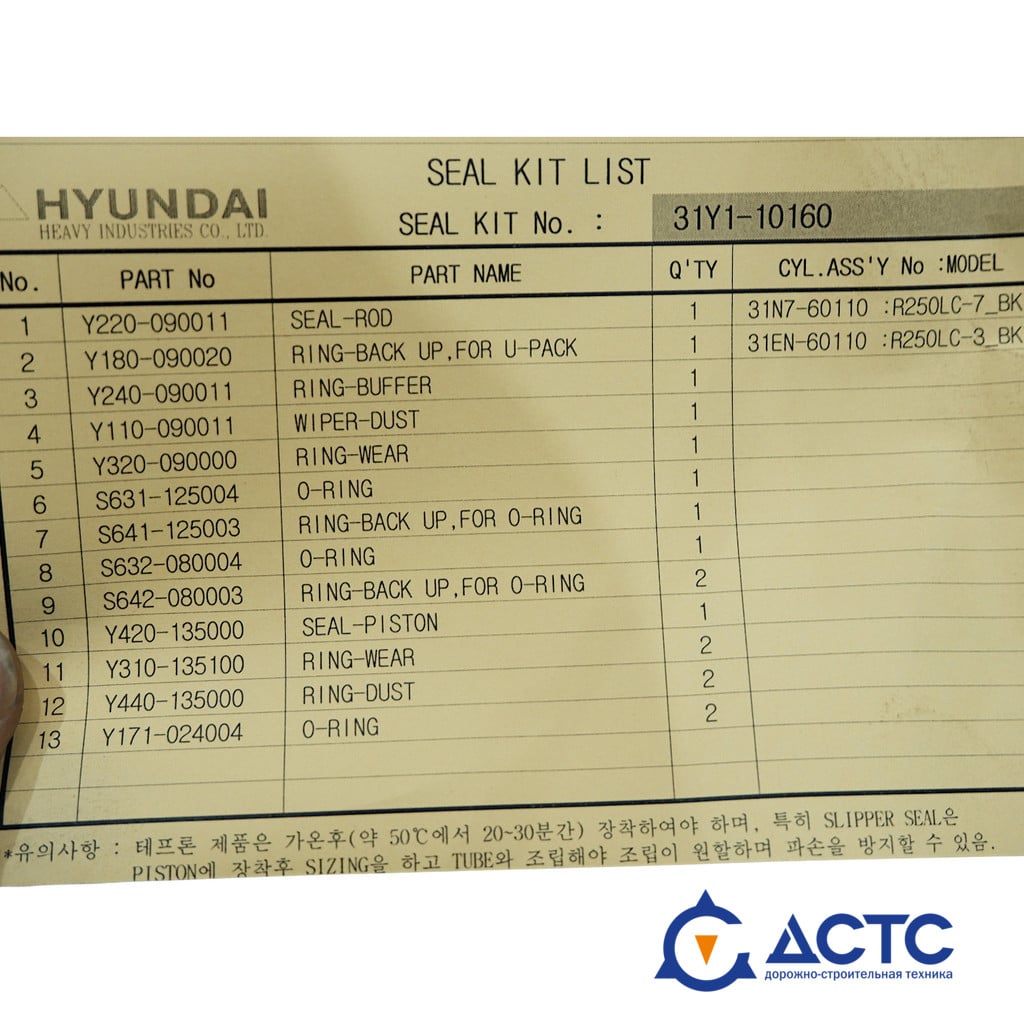 SEAL KIT LIST
HYUNDAI
HEAVY INDUSTRIES CO., LTD.
SEAL KIT No. : 31Y1-10160
No. PART No PART NAME Q'TY CYL.ASS'Y No :MODEL
1 Y220-090011 SEAL-ROD 1 31N7-60110 :R250LC-7_BK
2 Y180-090020 RING-BACK UP,FOR U-PACK 1 31EN-60110 :R250LC-3_BK
3 Y240-090011 RING-BUFFER 1
4 Y110-090011 WIPER-DUST 1
5 Y320-090000 RING-WEAR 1
6 S631-125004 O-RING 1
7 S641-125003 RING-BACK UP,FOR O-RING 1
8 S632-080004 O-RING 1
9 S642-080003 RING-BACK UP,FOR O-RING 2
10 Y420-135000 SEAL-PISTON 1
11 Y310-135100 RING-WEAR 2
12 Y440-135000 RING-DUST 2
13 Y171-024004 O-RING 2
*유의사항 : 테프론 제품은 가온후(약 50℃에서 20~30분간) 장착하여야 하며, 특히 SLIPPER SEAL은
PISTON에 장착후 SIZING을 하고 TUBE와 조립해야 조립이 원할하며 파손을 방지할 수 있음.
ДСТС
дорожно-строительная техника